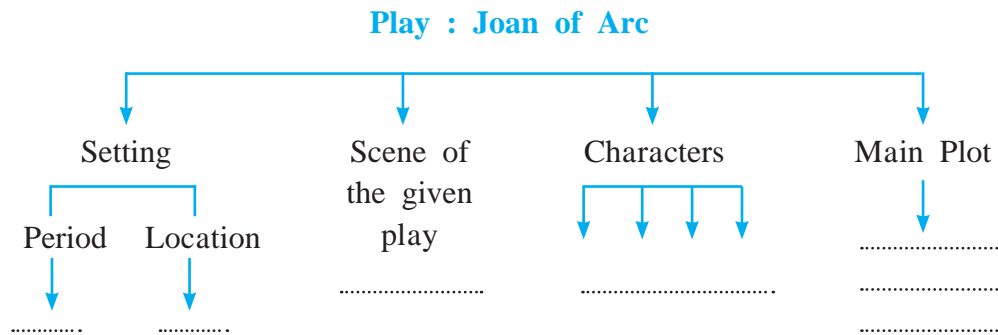 Play : Joan of Arc
Setting
Scene of
the given
play
Characters
Main Plot
Period
Location